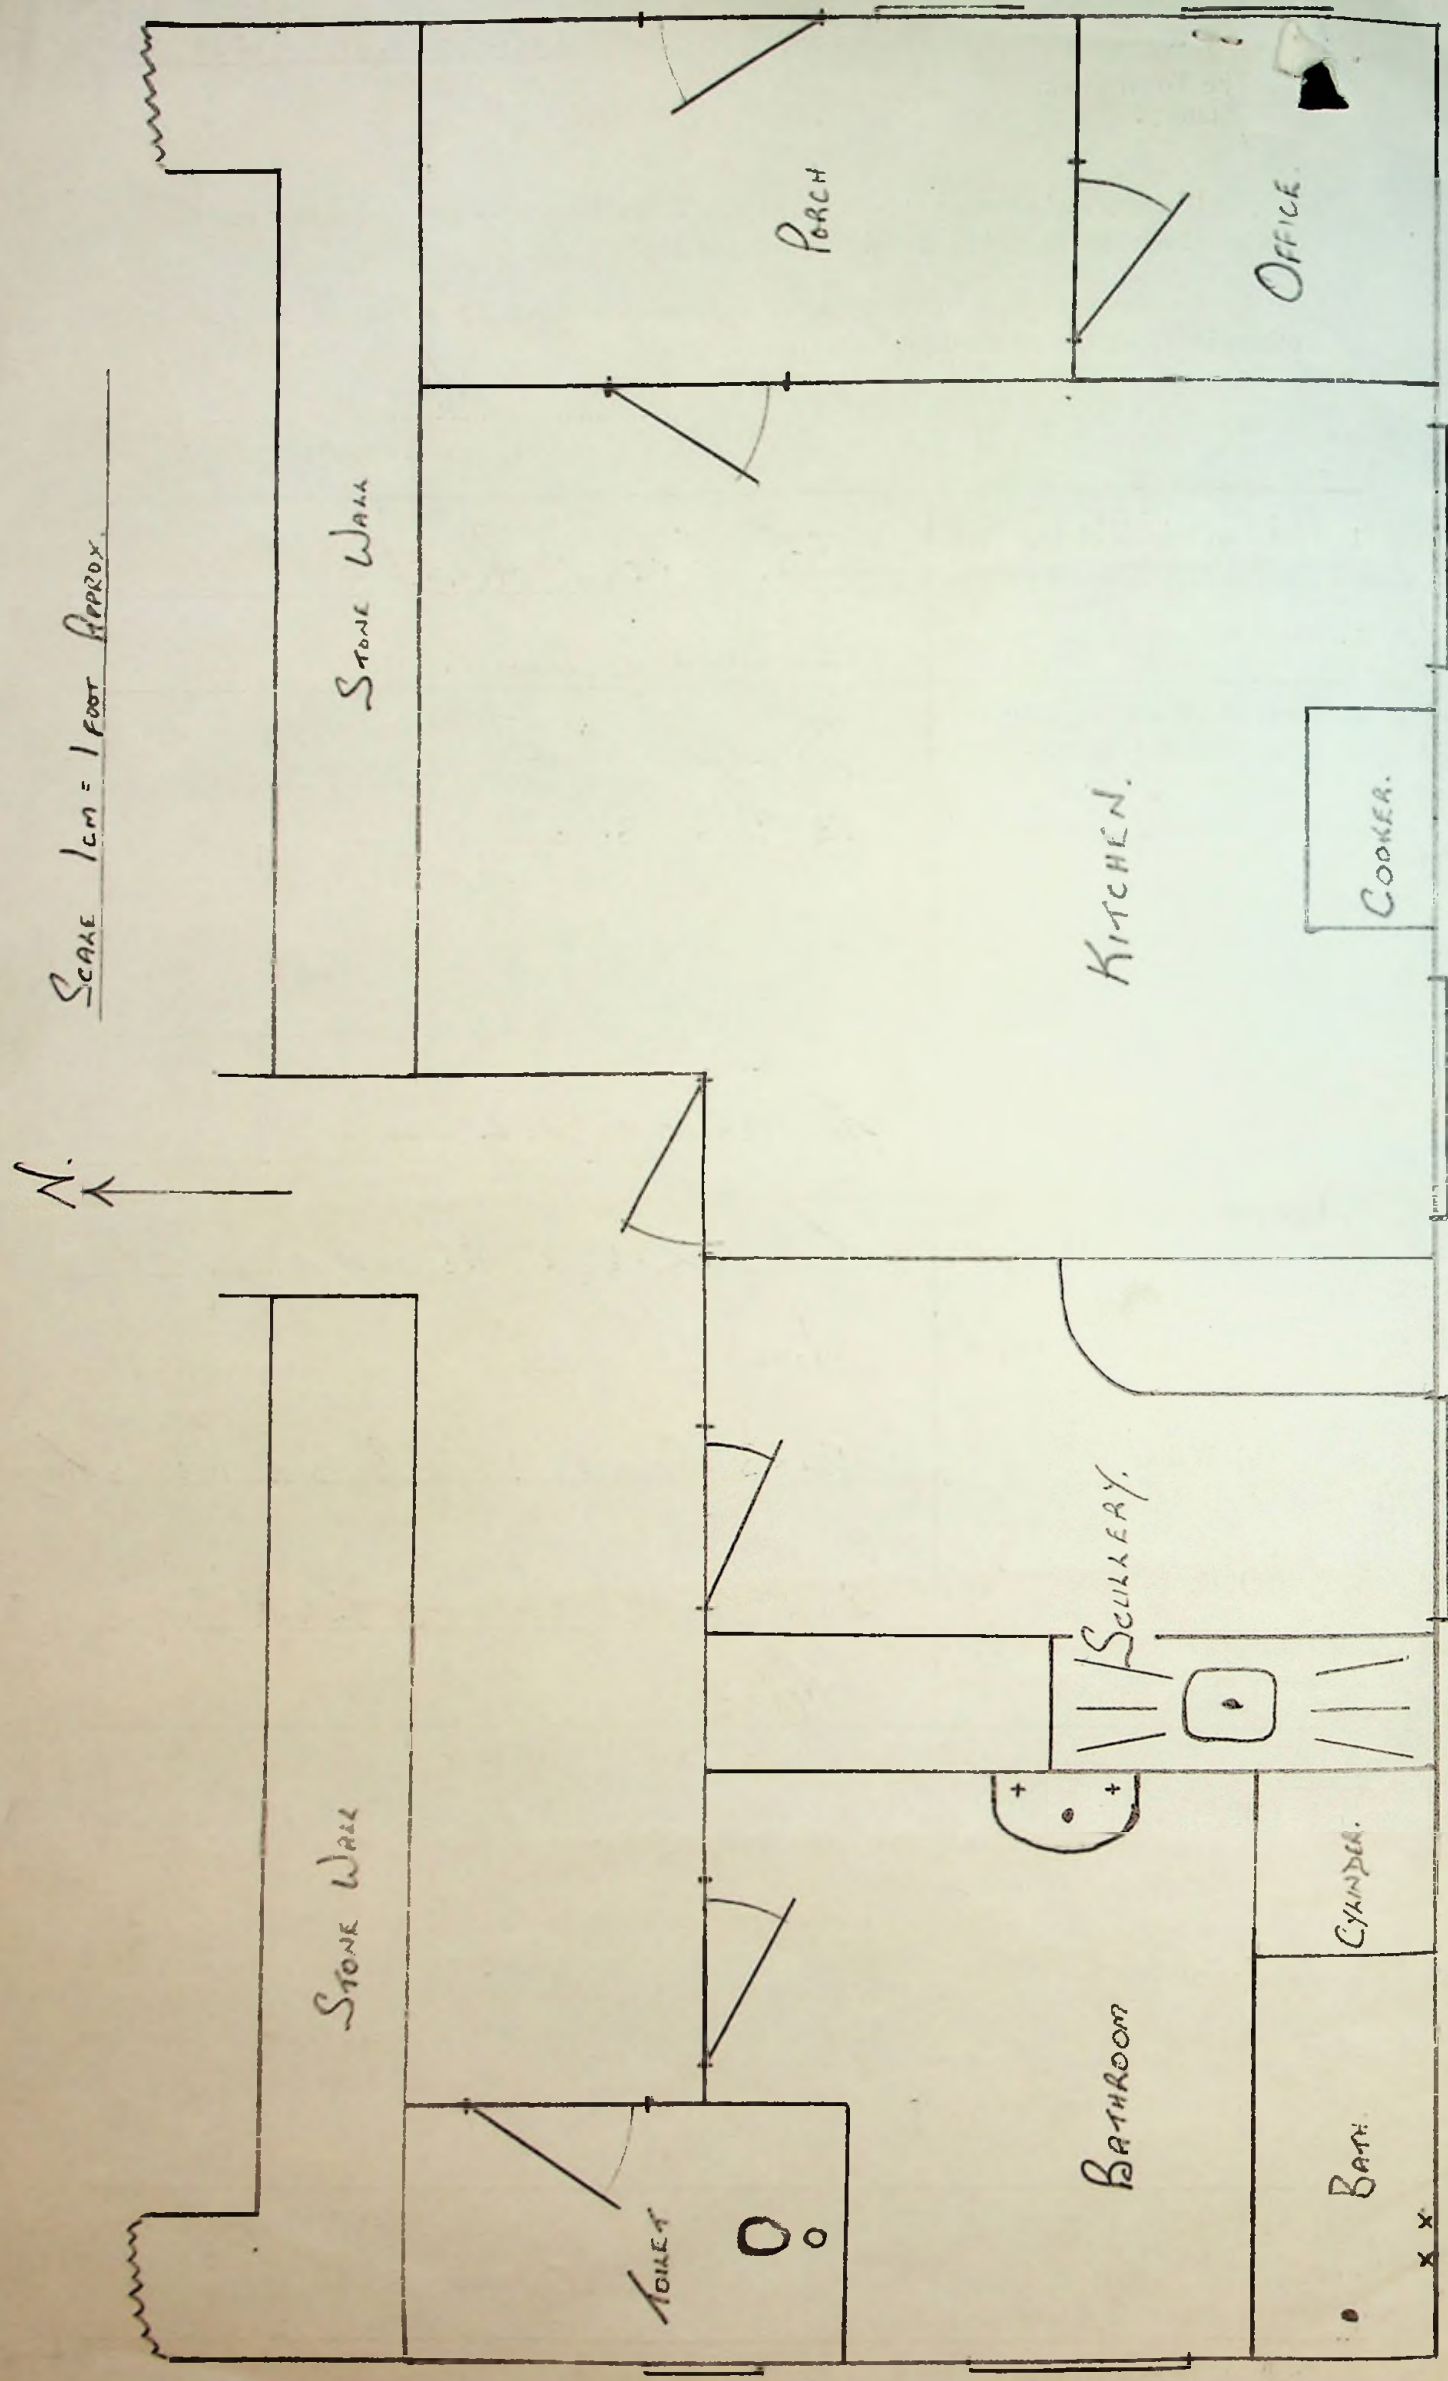 SCALE 1CM = 1 FOOT APPROX.
N.
STONE WALL
STONE WALL
TOILET
PORCH
BATHROOM
SCULLERY.
KITCHEN.
OFFICE.
BATH
CYLINDER.
COOKER.